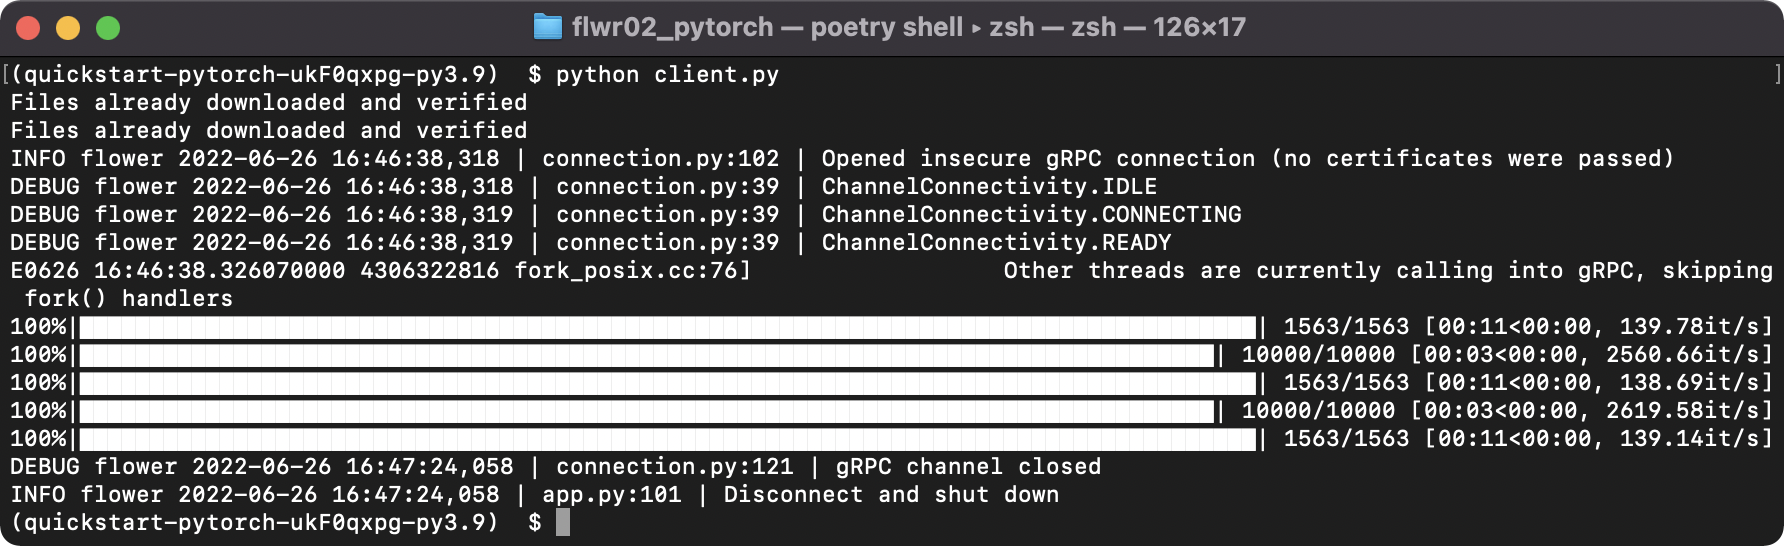 flwr02_pytorch — poetry shell ▸ zsh — zsh — 126×17
[(quickstart-pytorch-ukF0qxpg-py3.9)  $ python client.py ]
Files already downloaded and verified
Files already downloaded and verified
INFO flower 2022-06-26 16:46:38,318 | connection.py:102 | Opened insecure gRPC connection (no certificates were passed)
DEBUG flower 2022-06-26 16:46:38,318 | connection.py:39 | ChannelConnectivity.IDLE
DEBUG flower 2022-06-26 16:46:38,319 | connection.py:39 | ChannelConnectivity.CONNECTING
DEBUG flower 2022-06-26 16:46:38,319 | connection.py:39 | ChannelConnectivity.READY
E0626 16:46:38.326070000 4306322816 fork_posix.cc:76]                  Other threads are currently calling into gRPC, skipping
 fork() handlers
100%|| 1563/1563 [00:11<00:00, 139.78it/s]
100%|| 10000/10000 [00:03<00:00, 2560.66it/s]
100%|| 1563/1563 [00:11<00:00, 138.69it/s]
100%|| 10000/10000 [00:03<00:00, 2619.58it/s]
100%|| 1563/1563 [00:11<00:00, 139.14it/s]
DEBUG flower 2022-06-26 16:47:24,058 | connection.py:121 | gRPC channel closed
INFO flower 2022-06-26 16:47:24,058 | app.py:101 | Disconnect and shut down
(quickstart-pytorch-ukF0qxpg-py3.9)  $